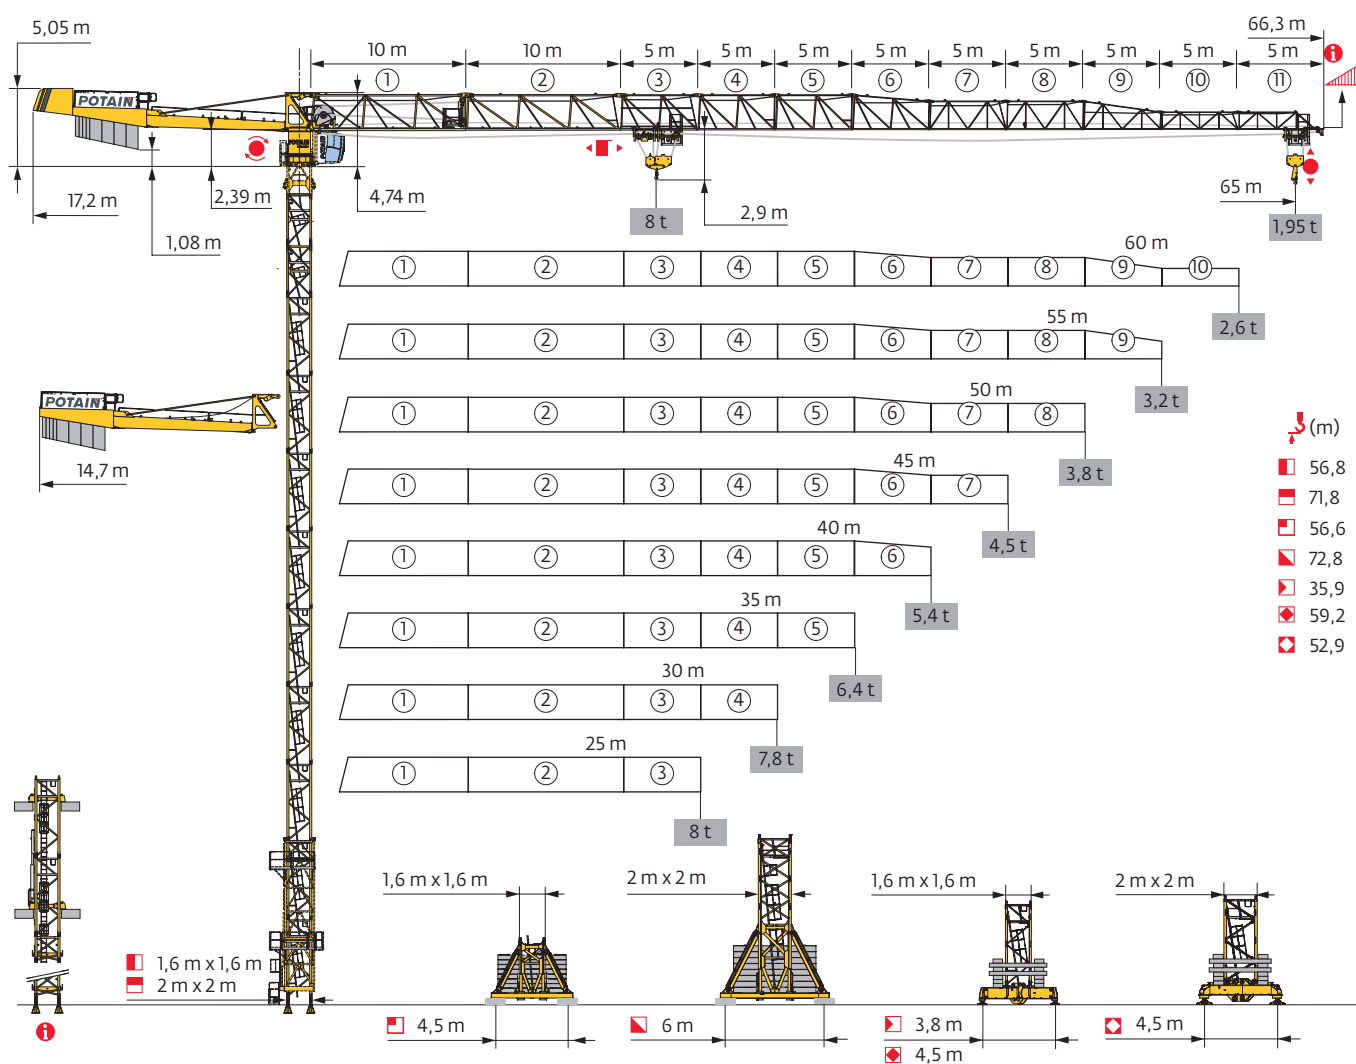 5,05 m
66,3 m
10 m 10 m 5 m 5 m 5 m 5 m 5 m 5 m 5 m 5 m 5 m
1 2 3 4 5 6 7 8 9 10 11
POTAIN
17,2 m
2,39 m
4,74 m
2,9 m
65 m
1,08 m
8 t
1,95 t
60 m
1 2 3 4 5 6 7 8 9 10
2,6 t
55 m
1 2 3 4 5 6 7 8 9
3,2 t
POTAIN
14,7 m
50 m
1 2 3 4 5 6 7 8
3,8 t
(m)
56,8
71,8
56,6
72,8
35,9
59,2
52,9
45 m
1 2 3 4 5 6 7
4,5 t
40 m
1 2 3 4 5 6
5,4 t
35 m
1 2 3 4 5
6,4 t
30 m
1 2 3 4
7,8 t
25 m
1 2 3
8 t
1,6 m x 1,6 m
2 m x 2 m
1,6 m x 1,6 m
2 m x 2 m
1,6 m x 1,6 m
2 m x 2 m
i
4,5 m
6 m
3,8 m
4,5 m
4,5 m
i